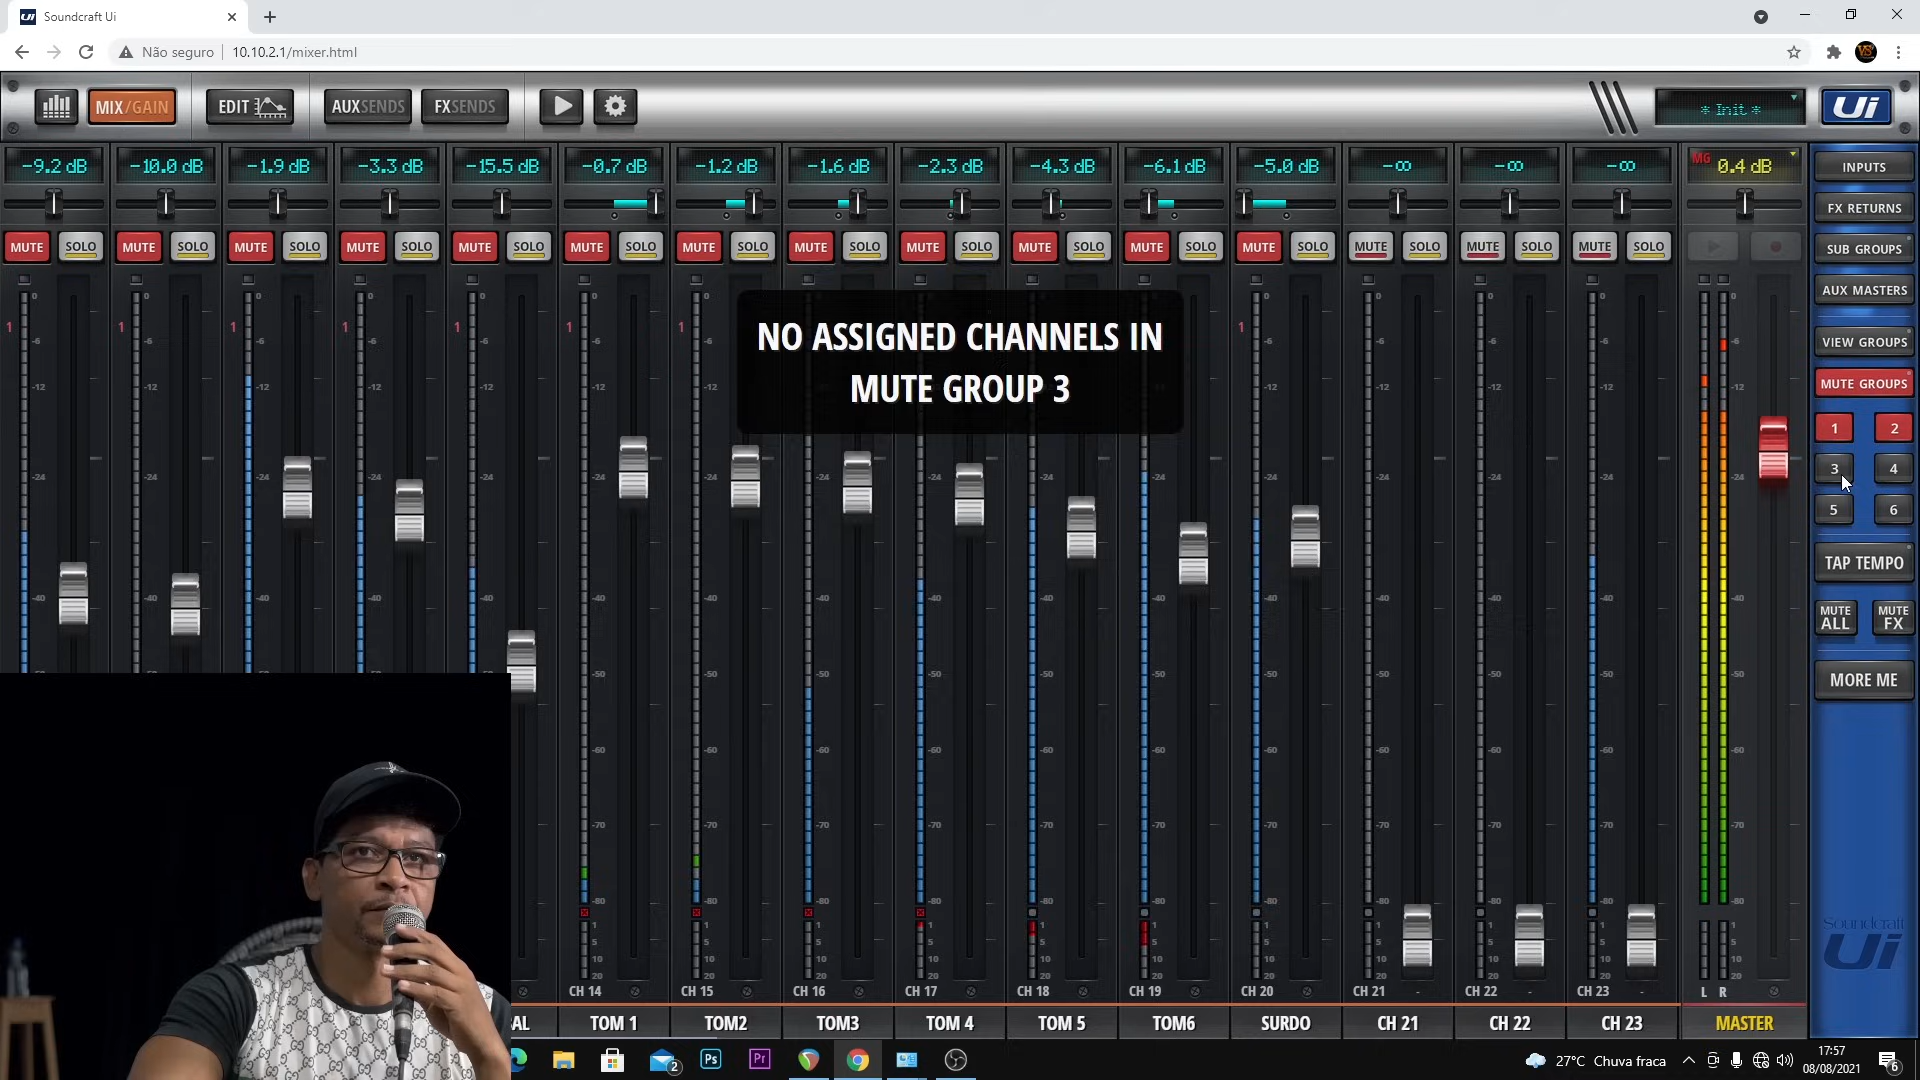 Soundcraft Ui
Não seguro 10.10.2.1/mixer.html
MIX/GAIN EDIT AUXSENDS FXSENDS * Init * Ui
-9.2 dB -10.0 dB -1.9 dB -3.3 dB -15.5 dB -0.7 dB -1.2 dB -1.6 dB -2.3 dB -4.3 dB -6.1 dB -5.0 dB -∞ -∞ -∞ MG 0.4 dB
MUTE SOLO MUTE SOLO MUTE SOLO MUTE SOLO MUTE SOLO MUTE SOLO MUTE SOLO MUTE SOLO MUTE SOLO MUTE SOLO MUTE SOLO MUTE SOLO MUTE SOLO MUTE SOLO MUTE SOLO
NO ASSIGNED CHANNELS IN
MUTE GROUP 3
INPUTS
FX RETURNS
SUB GROUPS
AUX MASTERS
VIEW GROUPS
MUTE GROUPS
1 2
3 4
5 6
TAP TEMPO
MUTE ALL MUTE FX
MORE ME
Soundcraft
Ui
CH 14 CH 15 CH 16 CH 17 CH 18 CH 19 CH 20 CH 21 CH 22 CH 23 L R
AL TOM 1 TOM2 TOM3 TOM 4 TOM 5 TOM6 SURDO CH 21 CH 22 CH 23 MASTER
2 Ps Pr 27°C Chuva fraca 17:57
08/08/2021 6